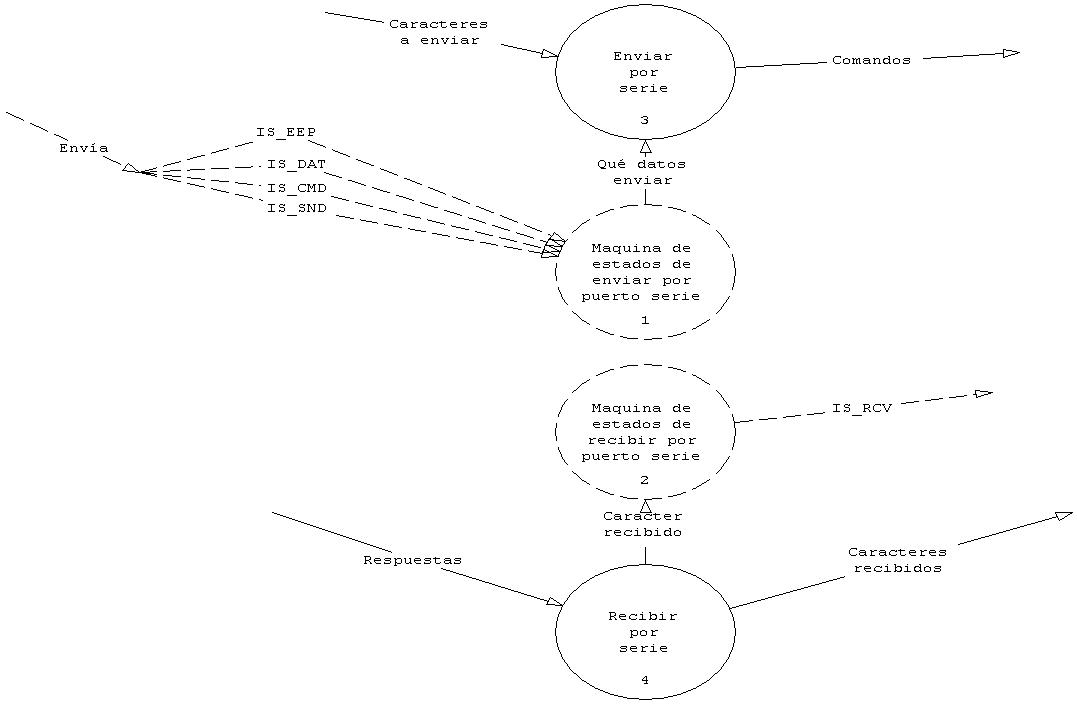 Caracteres
a enviar
Enviar
por
serie
3
Comandos
Envía
IS_EEP
IS_DAT
IS_CMD
IS_SND
Qué datos
enviar
Maquina de
estados de
enviar por
puerto serie
1
Maquina de
estados de
recibir por
puerto serie
2
IS_RCV
Caracter
recibido
Respuestas
Caracteres
recibidos
Recibir
por
serie
4